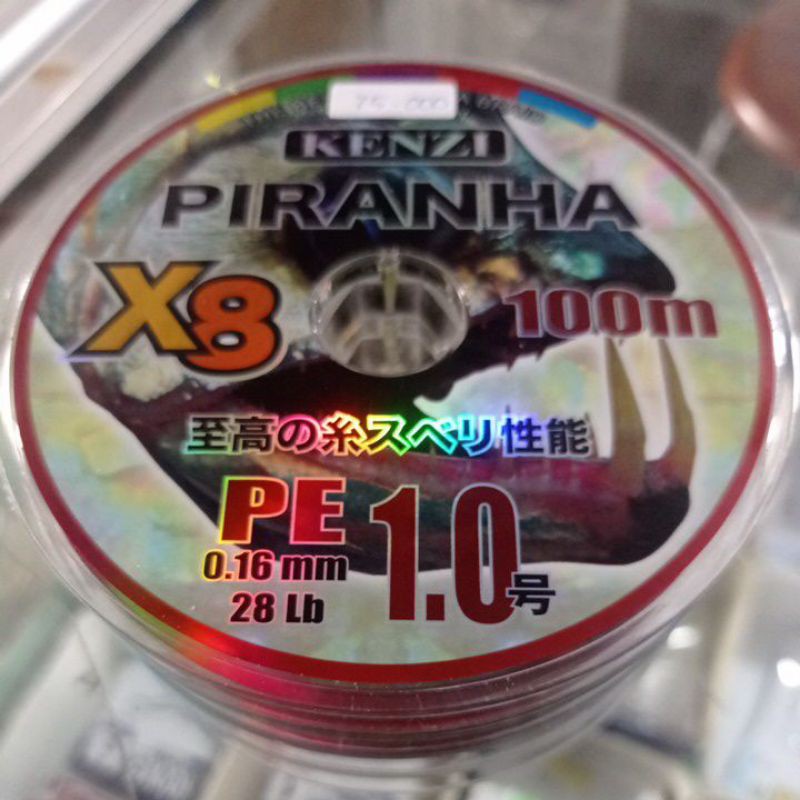 75.000
KENZI
PIRANHA
X8
100m
至高の糸スベリ性能
PE
1.0号
0.16 mm
28 Lb